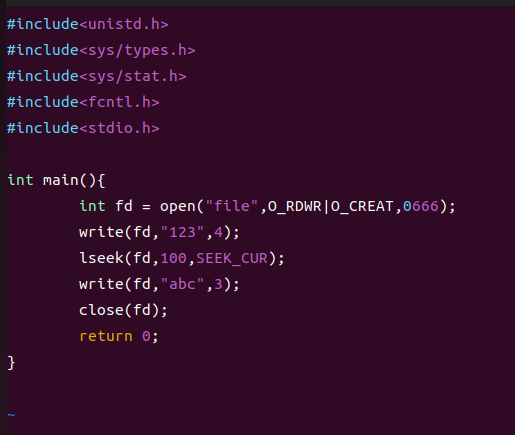 #include<unistd.h>
#include<sys/types.h>
#include<sys/stat.h>
#include<fcntl.h>
#include<stdio.h>

int main(){
        int fd = open("file",O_RDWR|O_CREAT,0666);
        write(fd,"123",4);
        lseek(fd,100,SEEK_CUR);
        write(fd,"abc",3);
        close(fd);
        return 0;
}

~